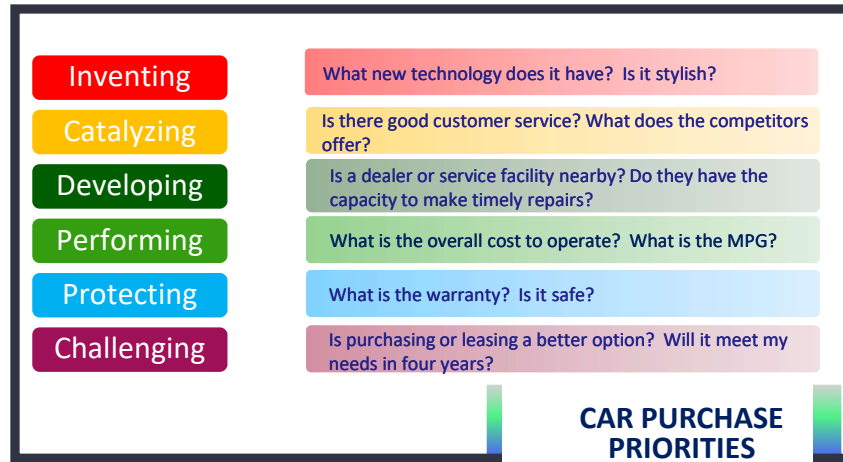 Inventing
What new technology does it have? Is it stylish?
Catalyzing
Is there good customer service? What does the competitors
offer?
Developing
Is a dealer or service facility nearby? Do they have the
capacity to make timely repairs?
Performing
What is the overall cost to operate? What is the MPG?
Protecting
What is the warranty? Is it safe?
Challenging
Is purchasing or leasing a better option? Will it meet my
needs in four years?
CAR PURCHASE
PRIORITIES